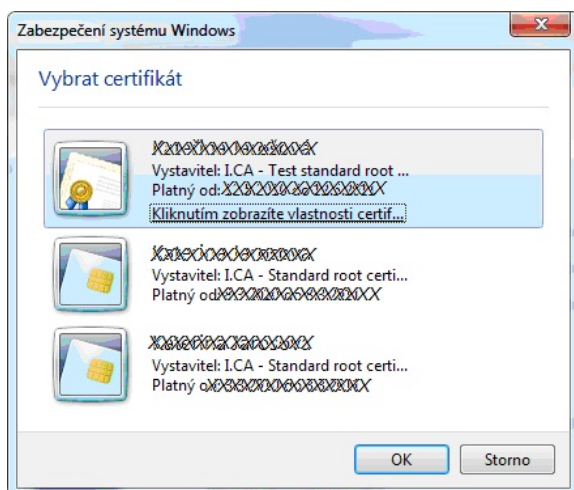 Zabezpečení systému Windows
Vybrat certifikát
Vystavitel: I.CA - Test standard root ...
Platný od:
Kliknutím zobrazíte vlastnosti certif...
Vystavitel: I.CA - Standard root certi...
Platný od
Vystavitel: I.CA - Standard root certi...
Platný
OK
Storno